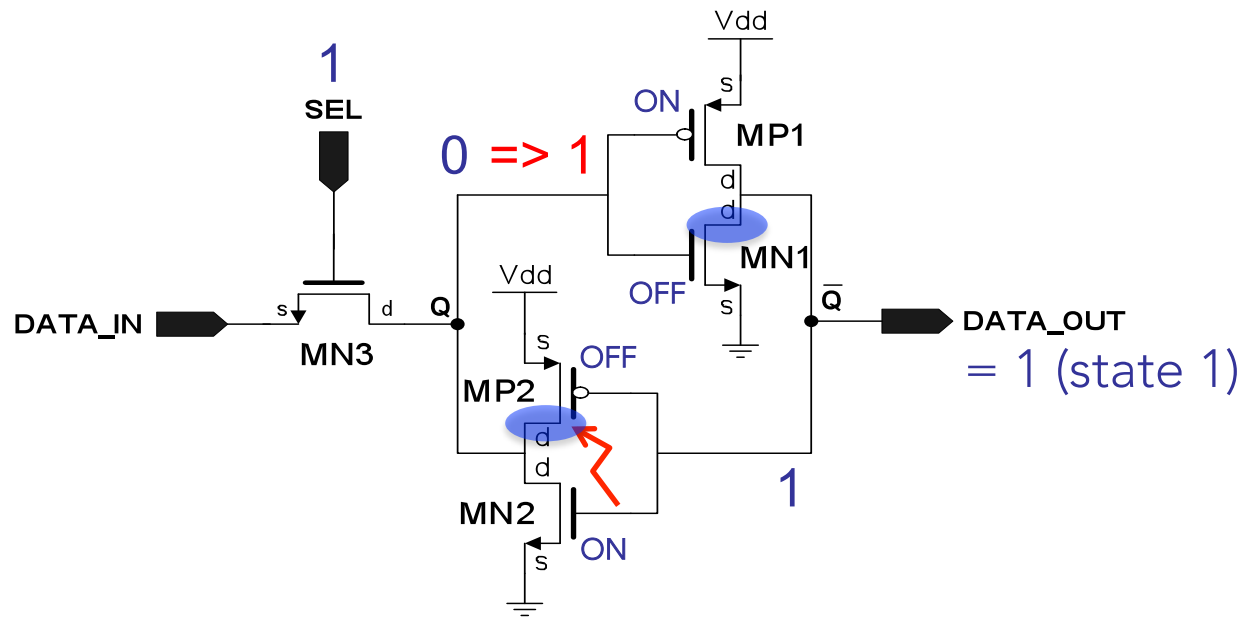 Vdd
1
SEL
s
ON
MP1
0 => 1
d
d
MN1
Vdd
OFF
s
Q
Q̅
DATA_IN
s
d
MN3
DATA_OUT
= 1 (state 1)
s
OFF
MP2
d
d
1
MN2
ON
s